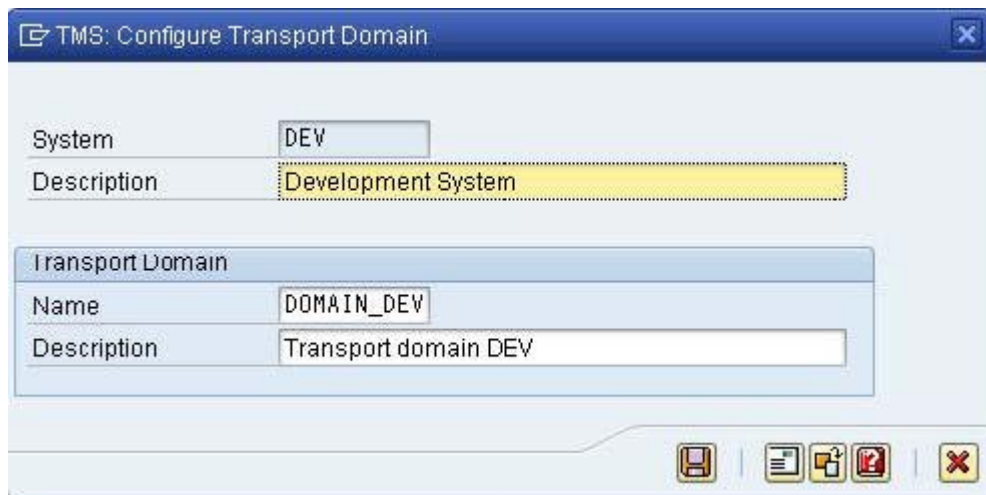 TMS: Configure Transport Domain
System DEV
Description Development System
Transport Domain
Name DOMAIN_DEV
Description Transport domain DEV